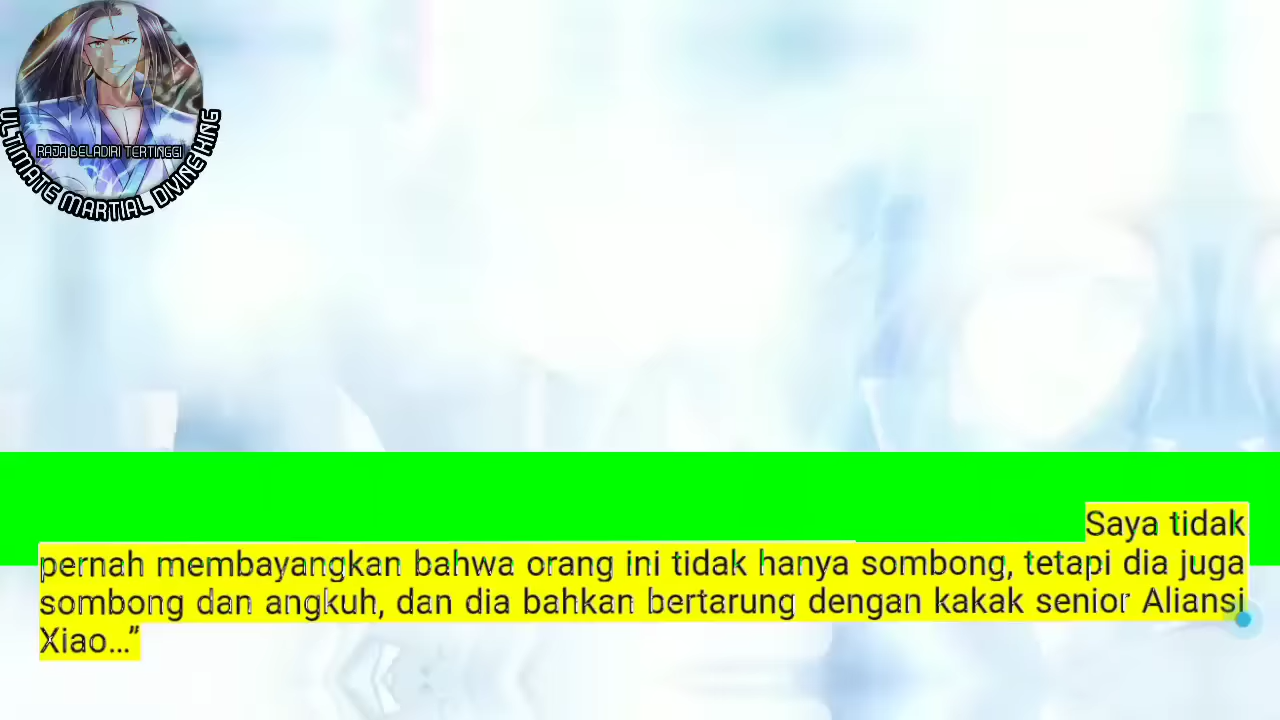 RAJA BELADIRI TERTINGGI
ULTIMATE MARTIAL DIVINE KING
Saya tidak
pernah membayangkan bahwa orang ini tidak hanya sombong, tetapi dia juga
sombong dan angkuh, dan dia bahkan bertarung dengan kakak senior Aliansi
Xiao…”